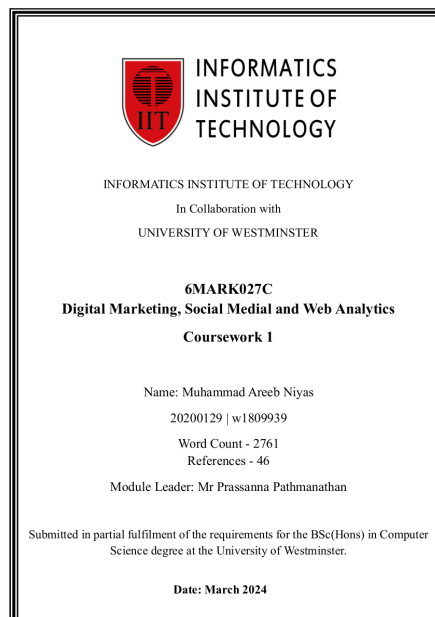 IIT
INFORMATICS
INSTITUTE OF
TECHNOLOGY
INFORMATICS INSTITUTE OF TECHNOLOGY
In Collaboration with
UNIVERSITY OF WESTMINSTER
6MARK027C
Digital Marketing, Social Medial and Web Analytics
Coursework 1
Name: Muhammad Areeb Niyas
20200129 | w1809939
Word Count - 2761
References - 46
Module Leader: Mr Prassanna Pathmanathan
Submitted in partial fulfilment of the requirements for the BSc(Hons) in Computer
Science degree at the University of Westminster.
Date: March 2024